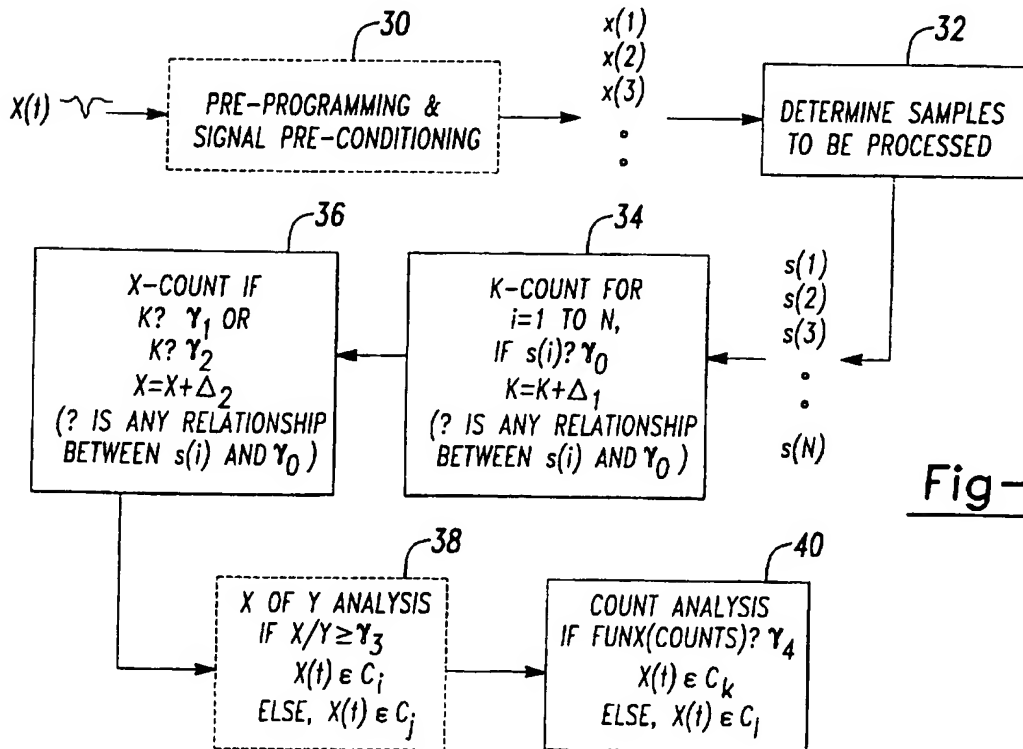 30
X(t)
PRE-PROGRAMMING &
SIGNAL PRE-CONDITIONING
x(1)
x(2)
x(3)
32
DETERMINE SAMPLES
TO BE PROCESSED
36
X-COUNT IF
K? γ1 OR
K? γ2
X=X+Δ2
(? IS ANY RELATIONSHIP
BETWEEN s(i) AND γ0)
34
K-COUNT FOR
i=1 TO N,
IF s(i)? γ0
K=K+Δ1
(? IS ANY RELATIONSHIP
BETWEEN s(i) AND γ0)
s(1)
s(2)
s(3)
s(N)
Fig-
38
X OF Y ANALYSIS
IF X/Y≥γ3
X(t) ε Ci
ELSE, X(t) ε Cj
40
COUNT ANALYSIS
IF FUNX(COUNTS)? γ4
X(t) ε Ck
ELSE, X(t) ε Cl